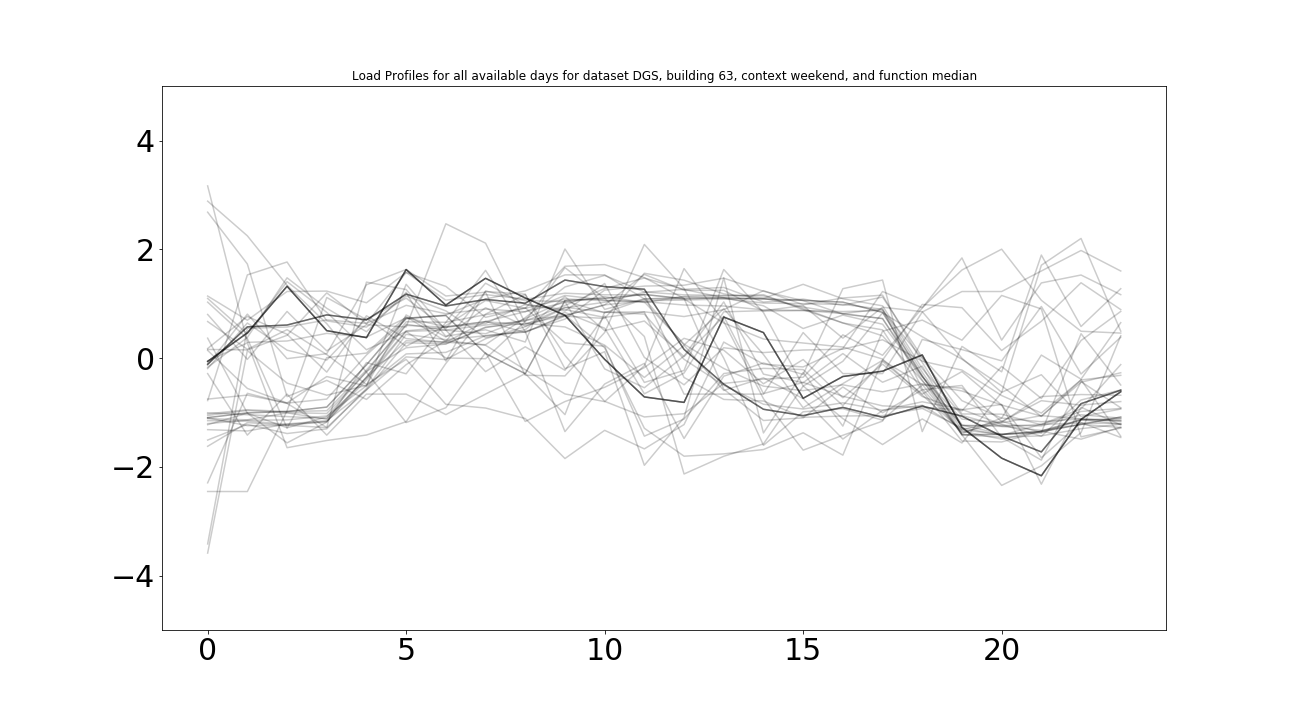 Load Profiles for all available days for dataset DGS, building 63, context weekend, and function median
4
2
0
−2
−4
0 5 10 15 20